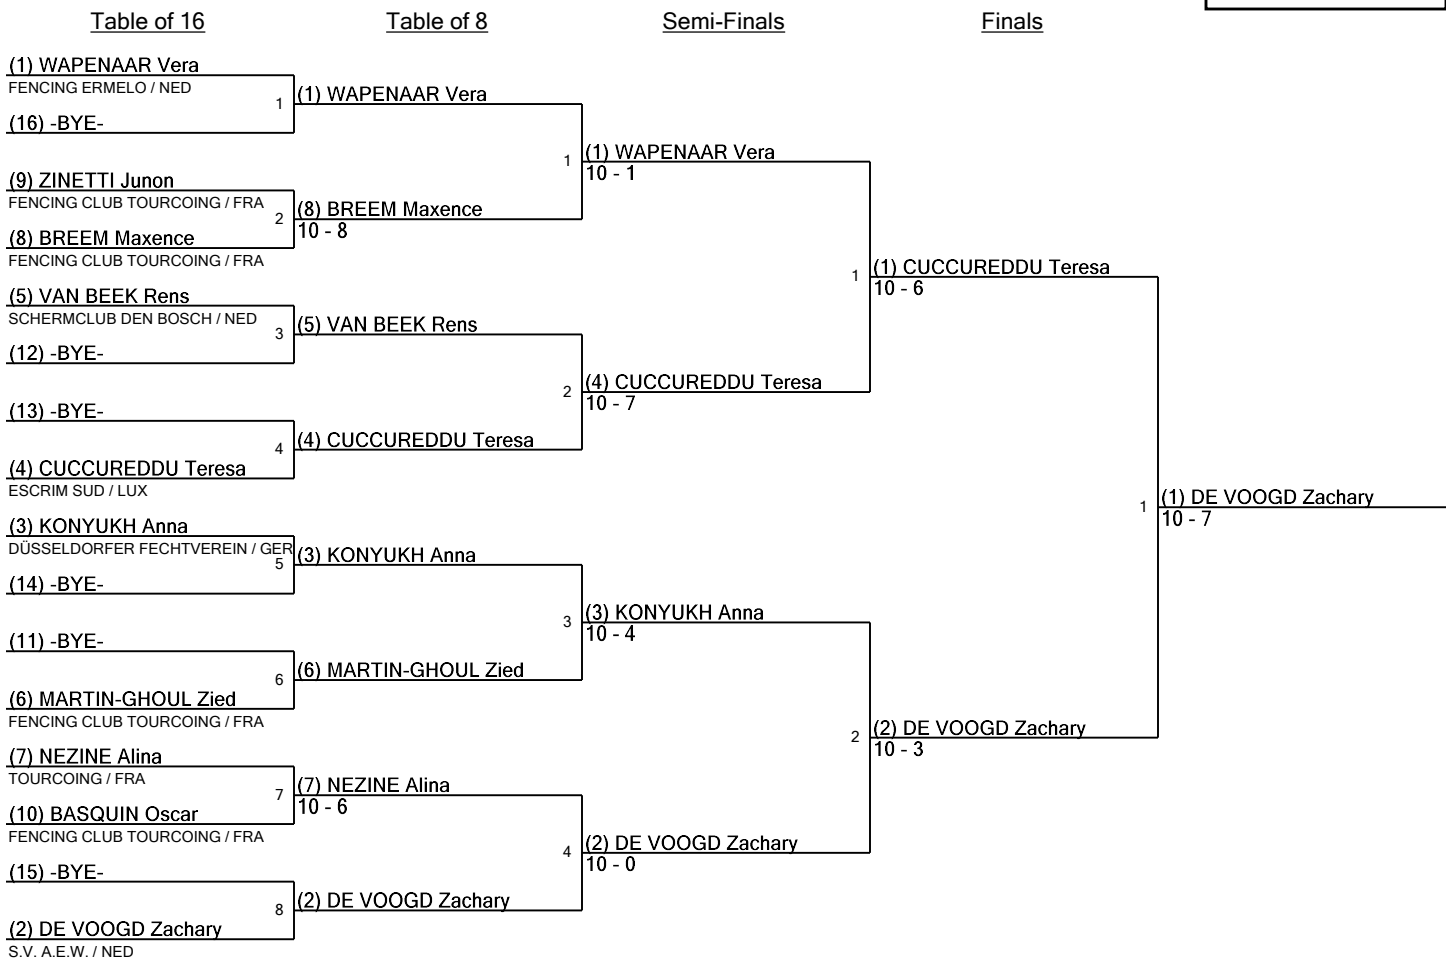 Table of 16
Table of 8
Semi-Finals
Finals
(1) WAPENAAR Vera
FENCING ERMELO / NED
1
(16) -BYE-
(9) ZINETTI Junon
FENCING CLUB TOURCOING / FRA
2
(8) BREEM Maxence
FENCING CLUB TOURCOING / FRA
(5) VAN BEEK Rens
SCHERMCLUB DEN BOSCH / NED
3
(12) -BYE-
(13) -BYE-
4
(4) CUCCUREDDU Teresa
ESCRIM SUD / LUX
(3) KONYUKH Anna
DÜSSELDORFER FECHTVEREIN / GER
5
(14) -BYE-
(11) -BYE-
6
(6) MARTIN-GHOUL Zied
FENCING CLUB TOURCOING / FRA
(7) NEZINE Alina
TOURCOING / FRA
7
(10) BASQUIN Oscar
FENCING CLUB TOURCOING / FRA
(15) -BYE-
8
(2) DE VOOGD Zachary
S.V. A.E.W. / NED
(1) WAPENAAR Vera
1
(8) BREEM Maxence
10 - 8
(5) VAN BEEK Rens
2
(4) CUCCUREDDU Teresa
(3) KONYUKH Anna
3
(6) MARTIN-GHOUL Zied
(7) NEZINE Alina
10 - 6
4
(2) DE VOOGD Zachary
(1) WAPENAAR Vera
10 - 1
1
(4) CUCCUREDDU Teresa
10 - 7
(3) KONYUKH Anna
10 - 4
2
(2) DE VOOGD Zachary
10 - 0
(1) CUCCUREDDU Teresa
10 - 6
1
(2) DE VOOGD Zachary
10 - 3
(1) DE VOOGD Zachary
10 - 7